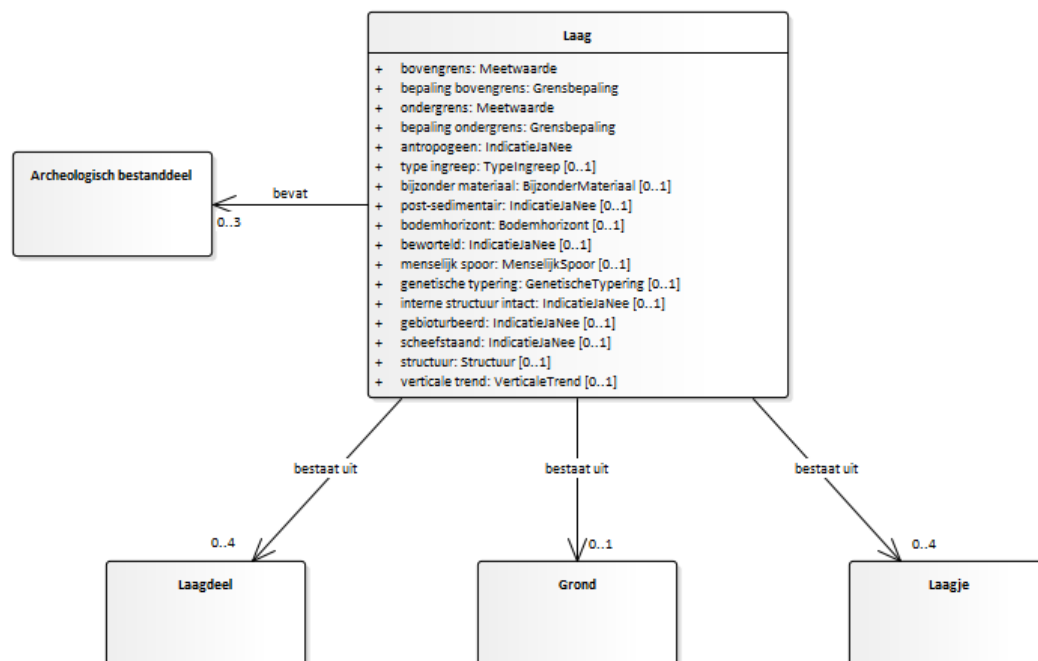 Laag
+ bovengrens: Meetwaarde
+ bepaling bovengrens: Grensbepaling
+ ondergrens: Meetwaarde
+ bepaling ondergrens: Grensbepaling
+ antropogeen: IndicatieJaNee
+ type ingreep: TypeIngreep [0..1]
+ bijzonder materiaal: BijzonderMateriaal [0..1]
+ post-sedimentair: IndicatieJaNee [0..1]
+ bodemhorizont: Bodemhorizont [0..1]
+ beworteld: IndicatieJaNee [0..1]
+ menselijk spoor: MenselijkSpoor [0..1]
+ genetische typering: GenetischeTypering [0..1]
+ interne structuur intact: IndicatieJaNee [0..1]
+ gebioturbeerd: IndicatieJaNee [0..1]
+ scheefstaand: IndicatieJaNee [0..1]
+ structuur: Structuur [0..1]
+ verticale trend: VerticaleTrend [0..1]
Archeologisch bestanddeel
bevat
0..3
bestaat uit
bestaat uit
bestaat uit
0..4
0..1
0..4
Laagdeel
Grond
Laagje